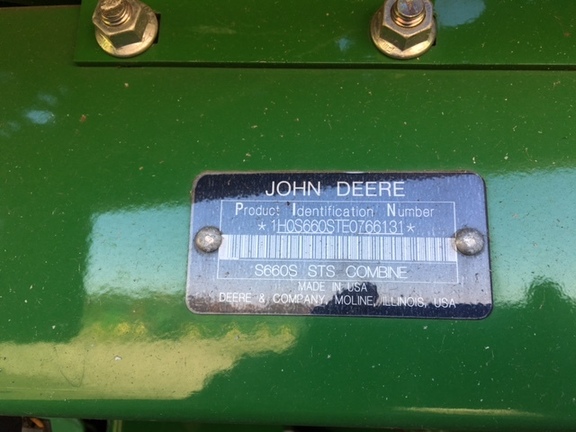 JOHN DEERE
Product Identification Number
*1H0S660STE0766131*
S660S STS COMBINE
MADE IN USA
DEERE & COMPANY, MOLINE, ILLINOIS, USA